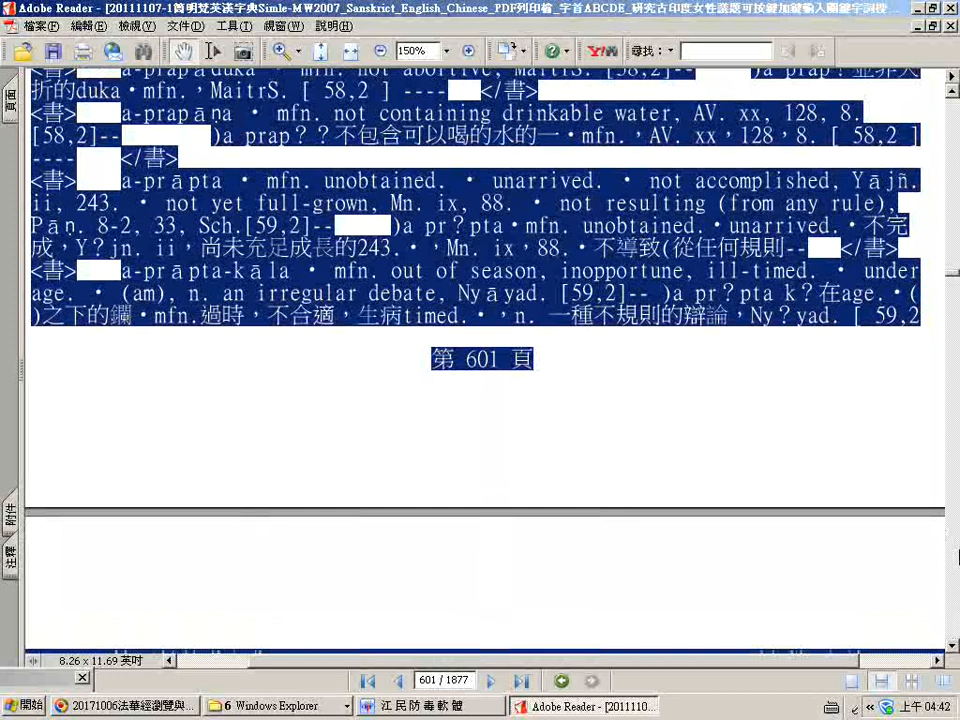 Adobe Reader - [20111107-1簡明梵英漢字典Simle-MW2007_Sanskrict_English_Chinese_PDF列印檔_字首ABCDE_研究古印度女性議題可按鍵加鍵輸入關鍵字詞搜
檔案(F) 編輯(E) 檢視(V) 文件(D) 工具(T) 視窗(W) 說明(H)
150% 尋找：
頁面
<書> a-prapāduka ‧ mfn. not abortive, MaitrS. [58,2]-- )a prap？並非夭
折的duka‧mfn.，MaitrS. [ 58,2 ] ---- </書>
<書> a-prapāṇa ‧ mfn. not containing drinkable water, AV. xx, 128, 8.
[58,2]-- )a prap？？不包含可以喝的水的一‧mfn.，AV. xx，128，8. [ 58,2 ]
---- </書>
<書> a-prāpta ‧ mfn. unobtained. ‧ unarrived. ‧ not accomplished, Yājñ.
ii, 243. ‧ not yet full-grown, Mn. ix, 88. ‧ not resulting (from any rule),
Pāṇ. 8-2, 33, Sch.[59,2]-- )a pr？pta‧mfn. unobtained.‧unarrived.‧不完
成，Y？jn. ii，尚未充足成長的243.‧，Mn. ix，88.‧不導致(從任何規則-- </書>
<書> a-prāpta-kāla ‧ mfn. out of season, inopportune, ill-timed. ‧ under
age. ‧ (am), n. an irregular debate, Nyāyad. [59,2]-- )a pr？pta k？在age.‧(
)之下的鑭‧mfn.過時，不合適，生病timed.‧，n. 一種不規則的辯論，Ny？yad. [ 59,2
第 601 頁
附件
注釋
8.26 x 11.69 英吋
601 / 1877
開始 20171006法華經瀏覽與... 6 Windows Explorer 江民防毒軟體 Adobe Reader - [2011110... 上午 04:42